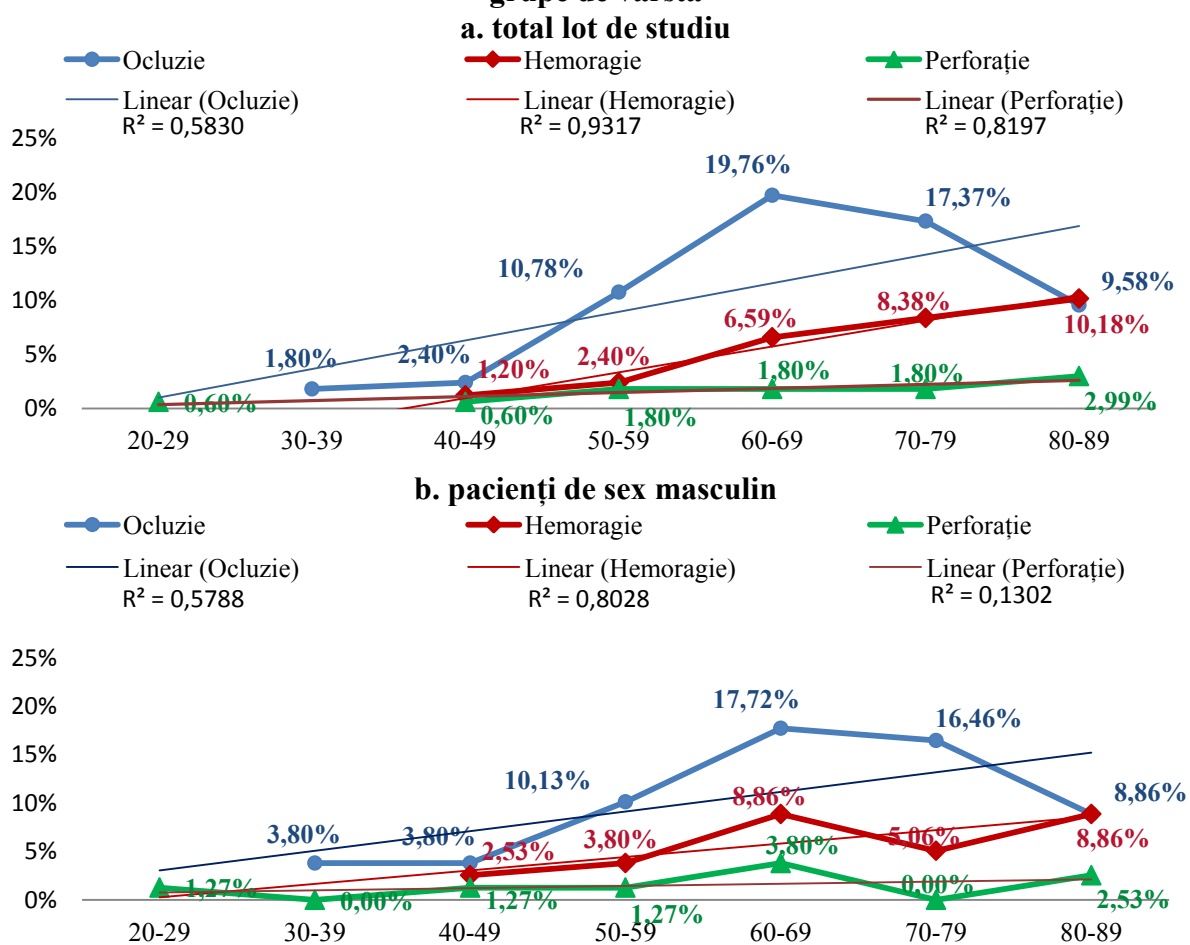 grupe de vârstă
a. total lot de studiu
Ocluzie Hemoragie Perforație
Linear (Ocluzie) Linear (Hemoragie) Linear (Perforație)
R² = 0,5830 R² = 0,9317 R² = 0,8197
25%
19,76%
20%
17,37%
15%
10,78%
9,58%
10%
8,38%
6,59%
10,18%
5%
1,80% 2,40% 1,20% 2,40% 1,80% 1,80%
0%
0,60% 0,60% 1,80% 2,99%
20-29 30-39 40-49 50-59 60-69 70-79 80-89
b. pacienți de sex masculin
Ocluzie Hemoragie Perforație
Linear (Ocluzie) Linear (Hemoragie) Linear (Perforație)
R² = 0,5788 R² = 0,8028 R² = 0,1302
25%
20%
17,72%
16,46%
15%
10,13%
8,86%
10%
8,86%
3,80% 3,80% 2,53% 3,80% 5,06% 8,86%
5%
3,80%
0%
1,27% 0,00% 1,27% 1,27% 0,00% 2,53%
20-29 30-39 40-49 50-59 60-69 70-79 80-89